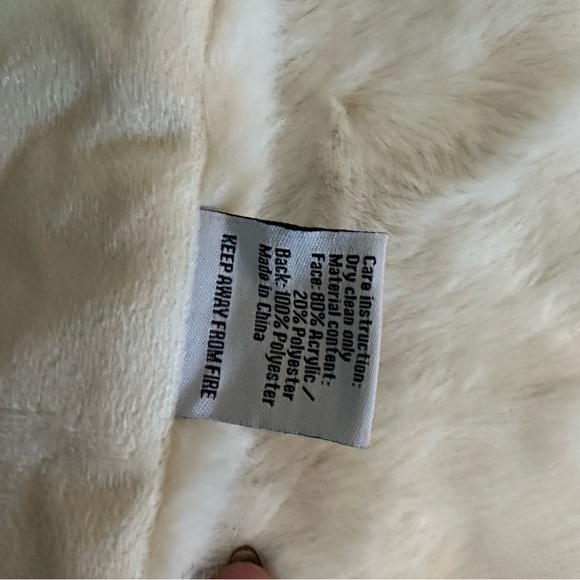 Care instruction:
Dry clean only
Material content:
Face: 80% Acrylic /
20% Polyester
Back: 100% Polyester
Made in China
KEEP AWAY FROM FIRE